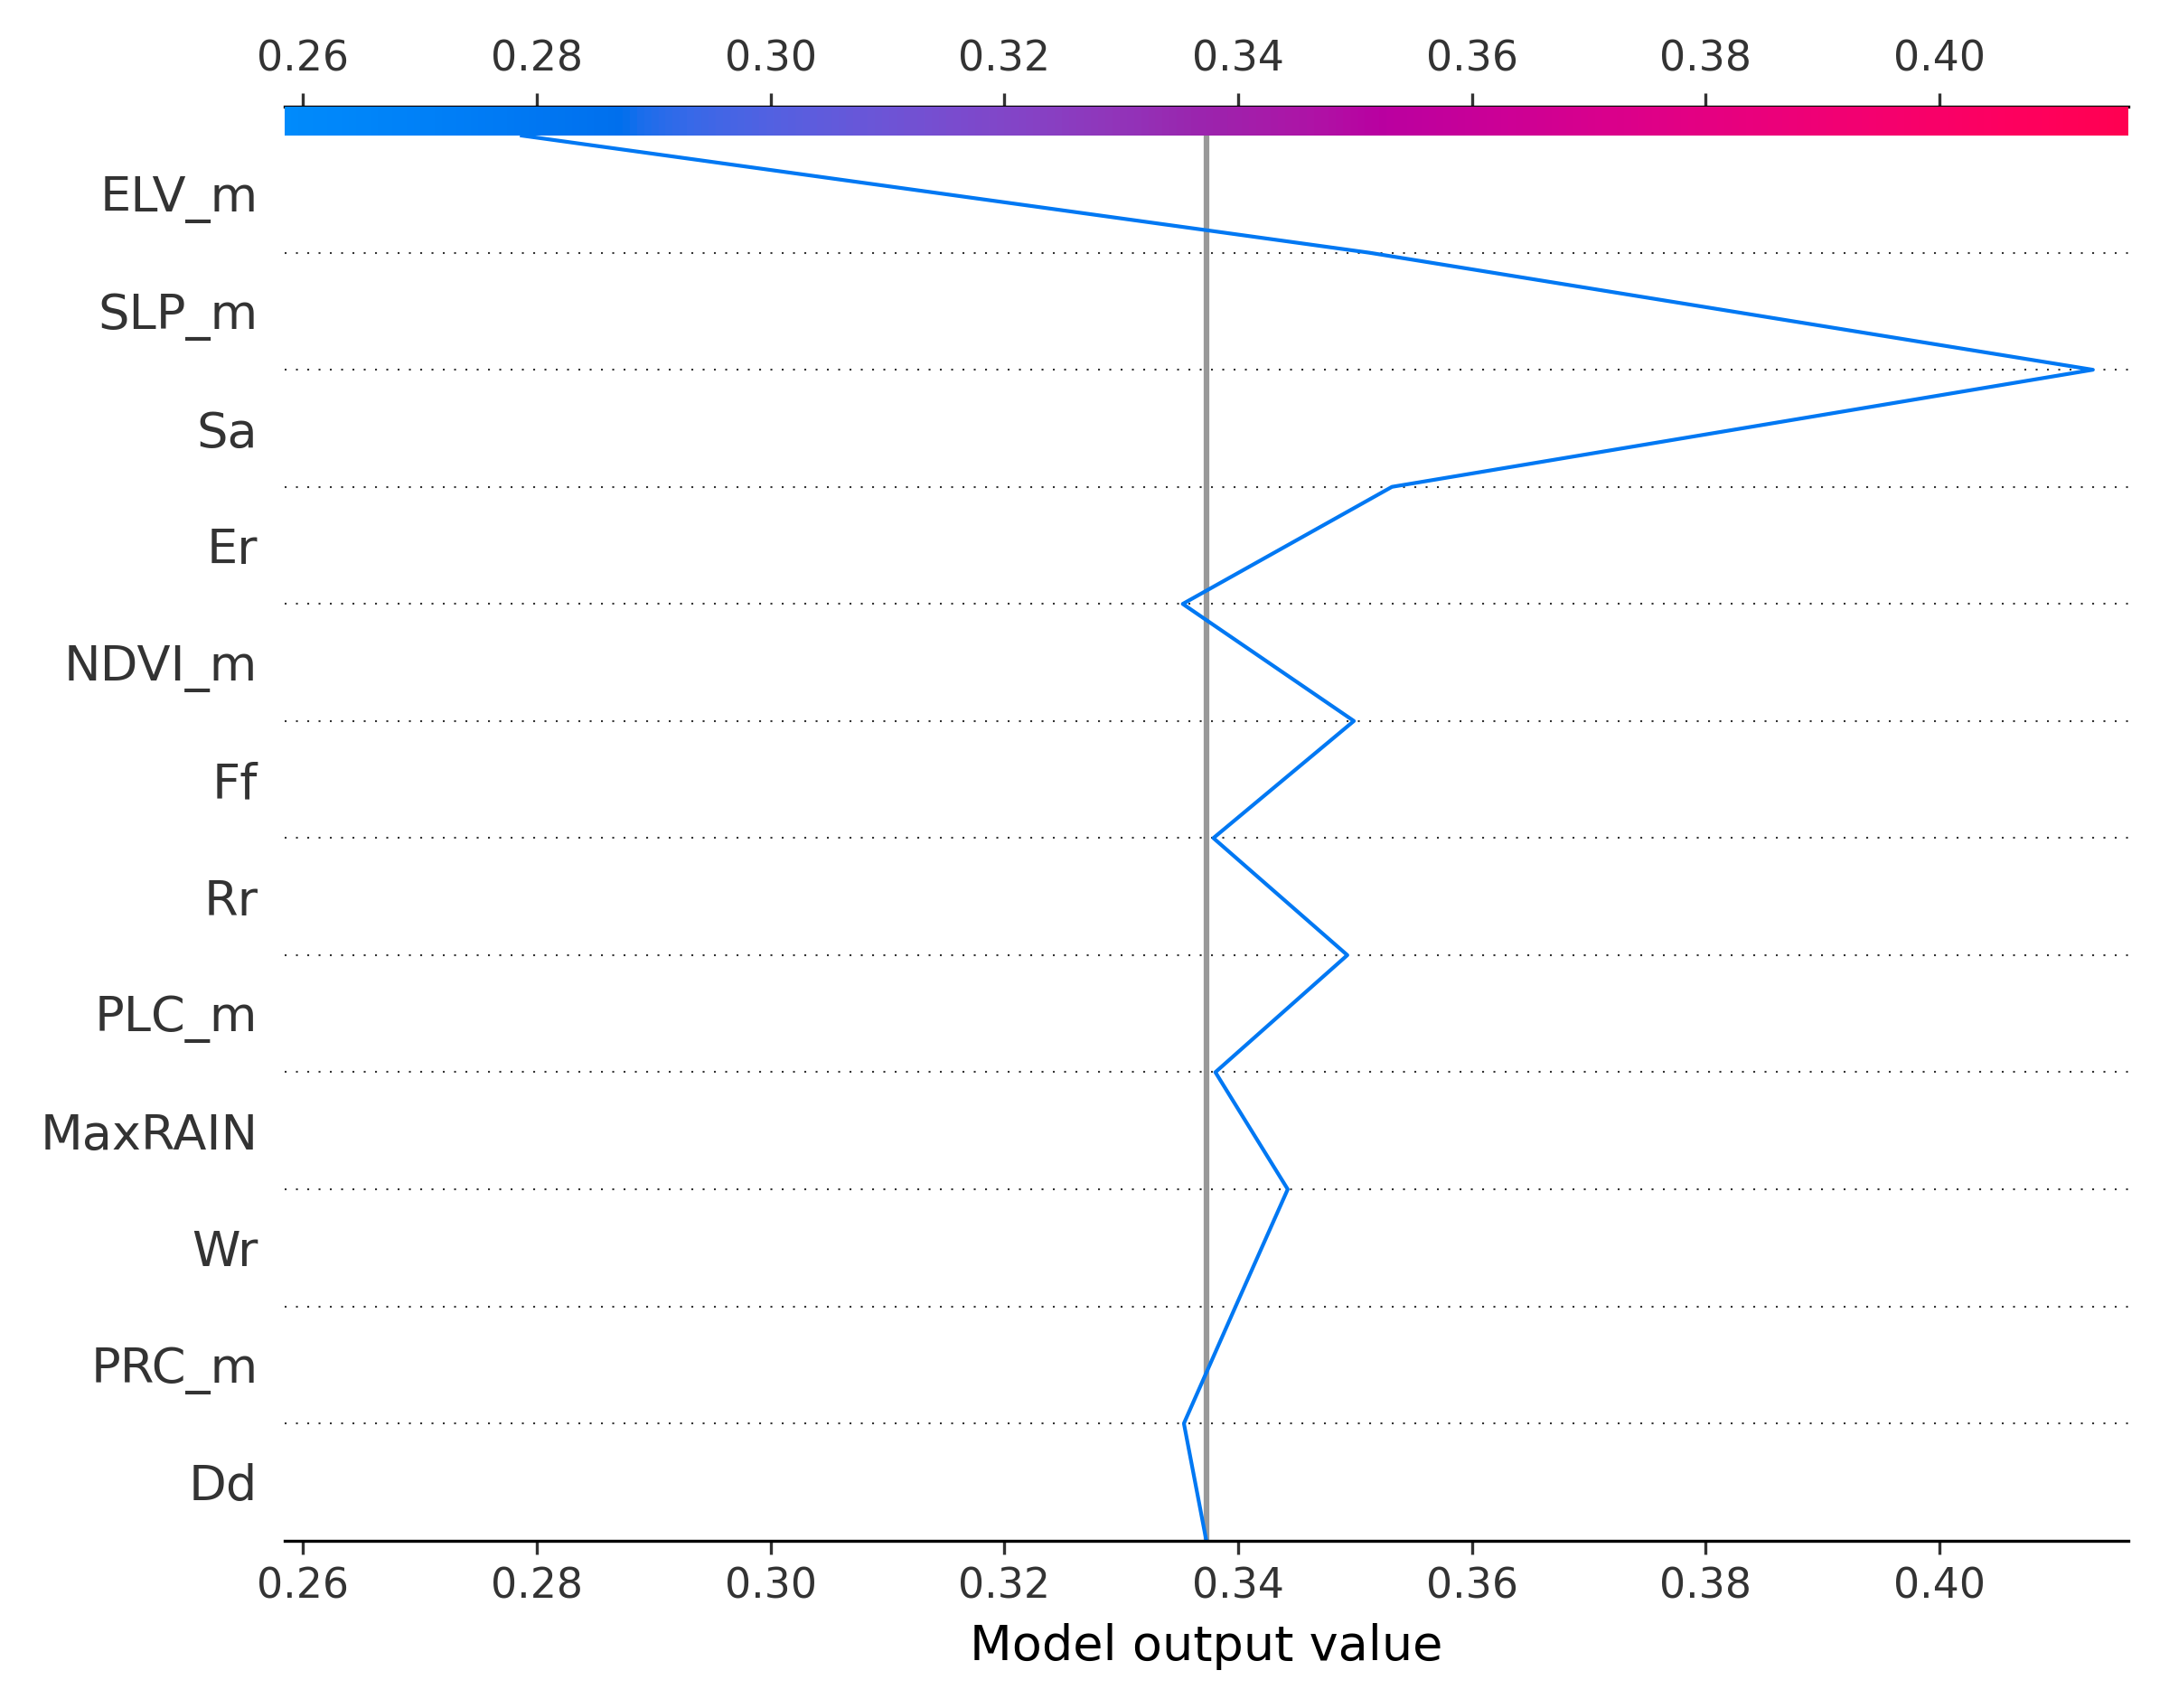 0.26 0.28 0.30 0.32 0.34 0.36 0.38 0.40
ELV_m
SLP_m
Sa
Er
NDVI_m
Ff
Rr
PLC_m
MaxRAIN
Wr
PRC_m
Dd
0.26 0.28 0.30 0.32 0.34 0.36 0.38 0.40
Model output value